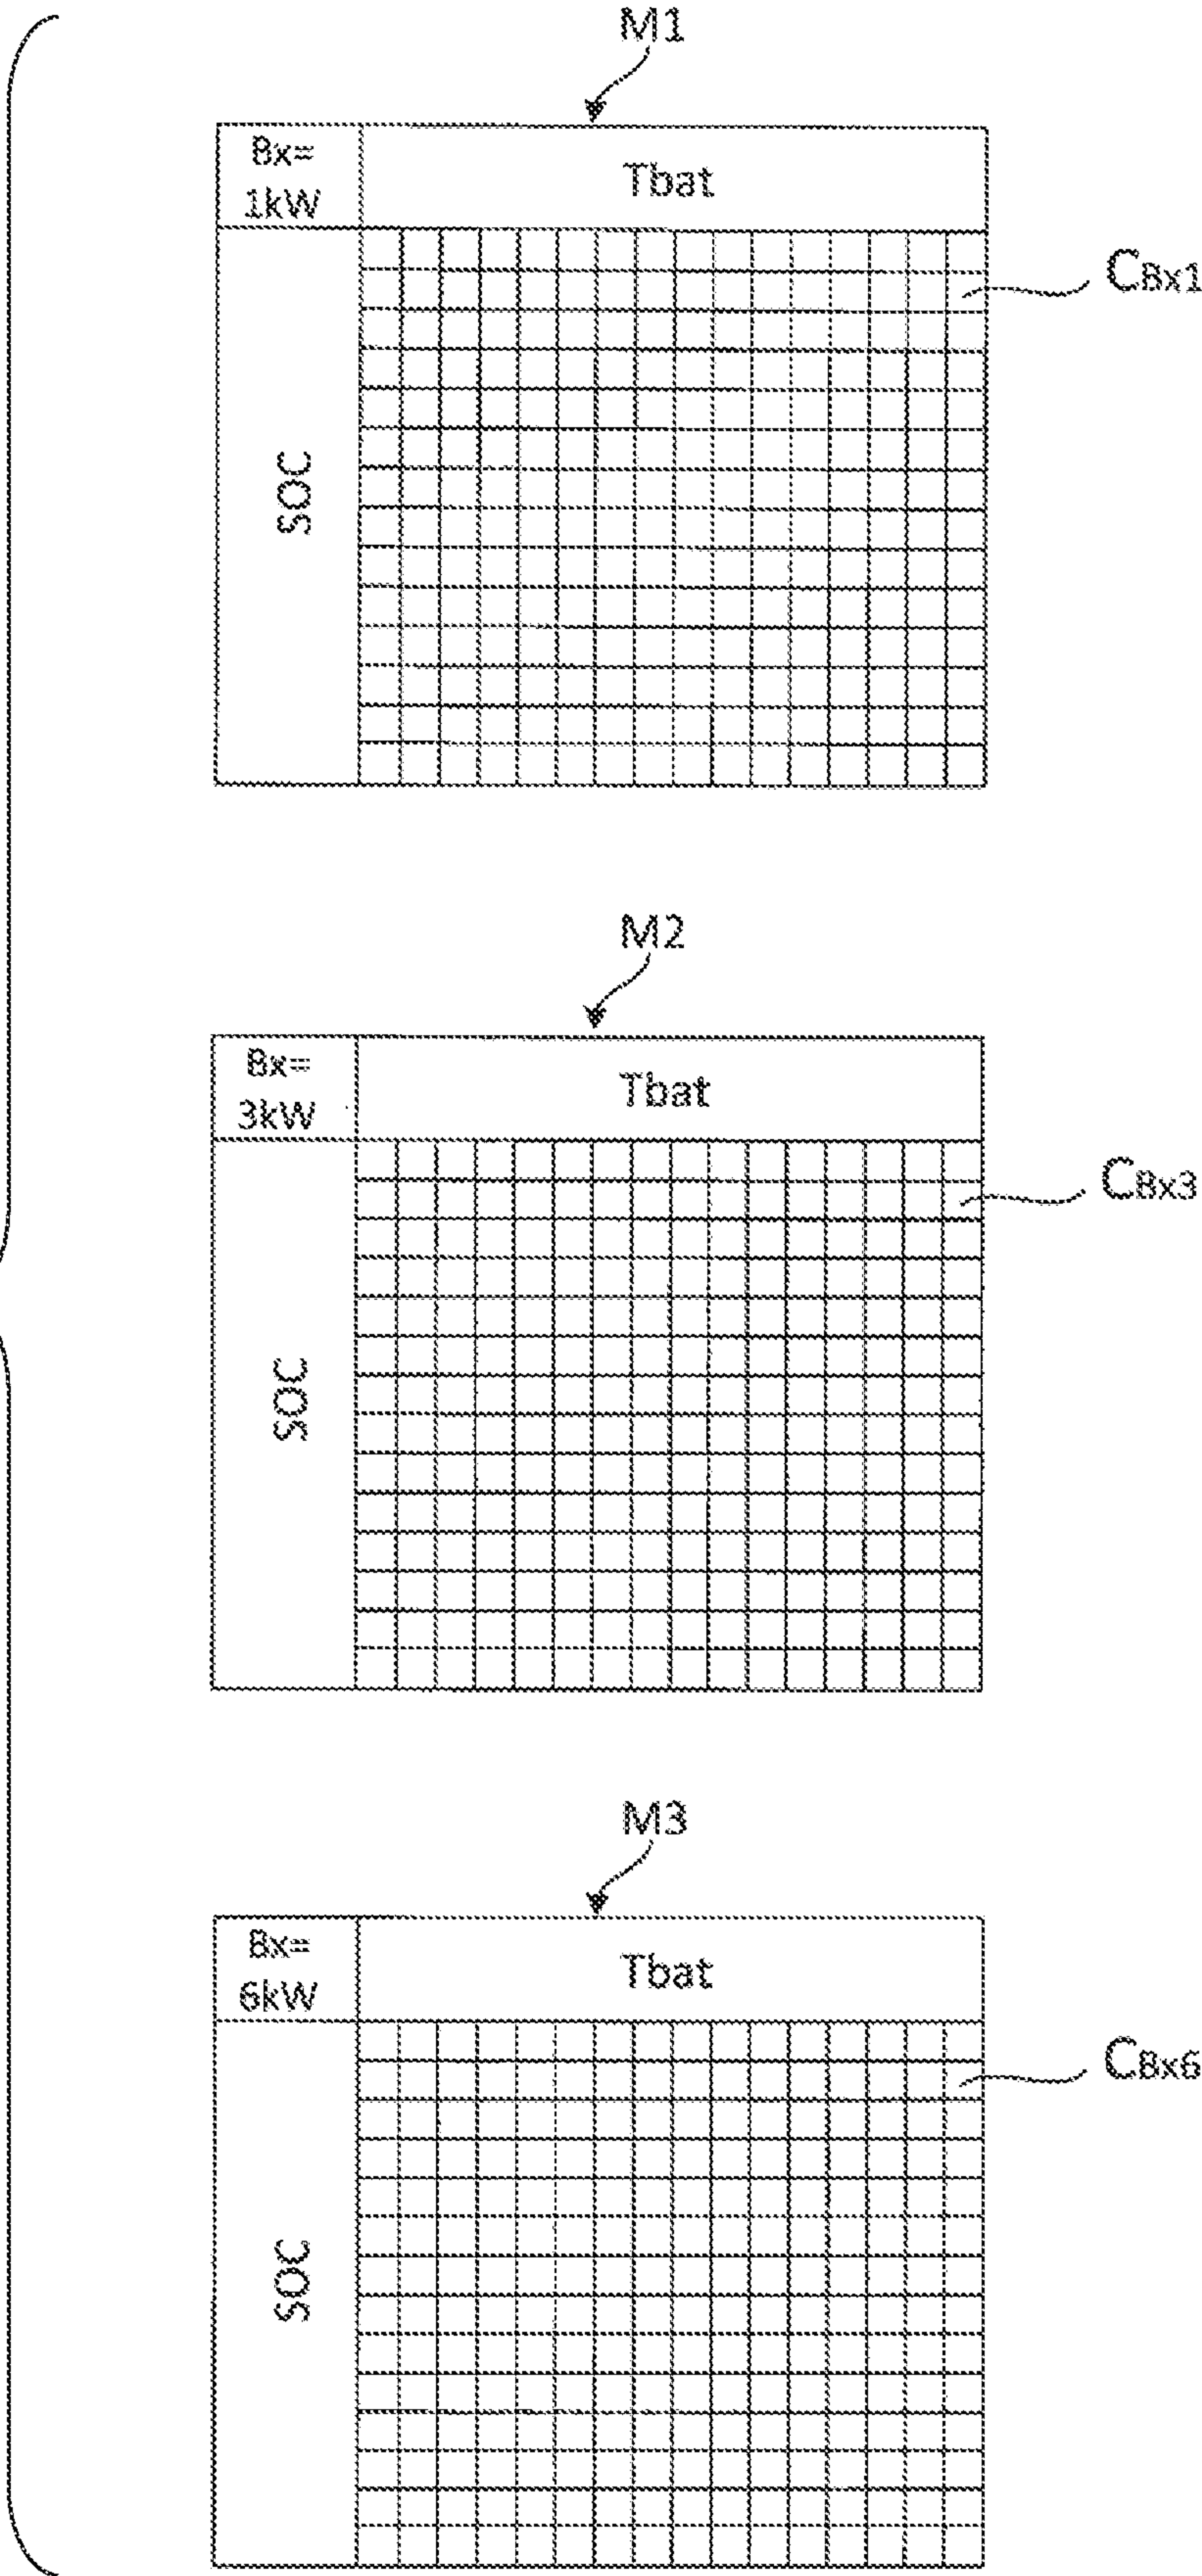 M1
Bx=
1kW
Tbat
CBx1
SOC
M2
Bx=
3kW
Tbat
CBx3
SOC
M3
Bx=
6kW
Tbat
CBx6
SOC